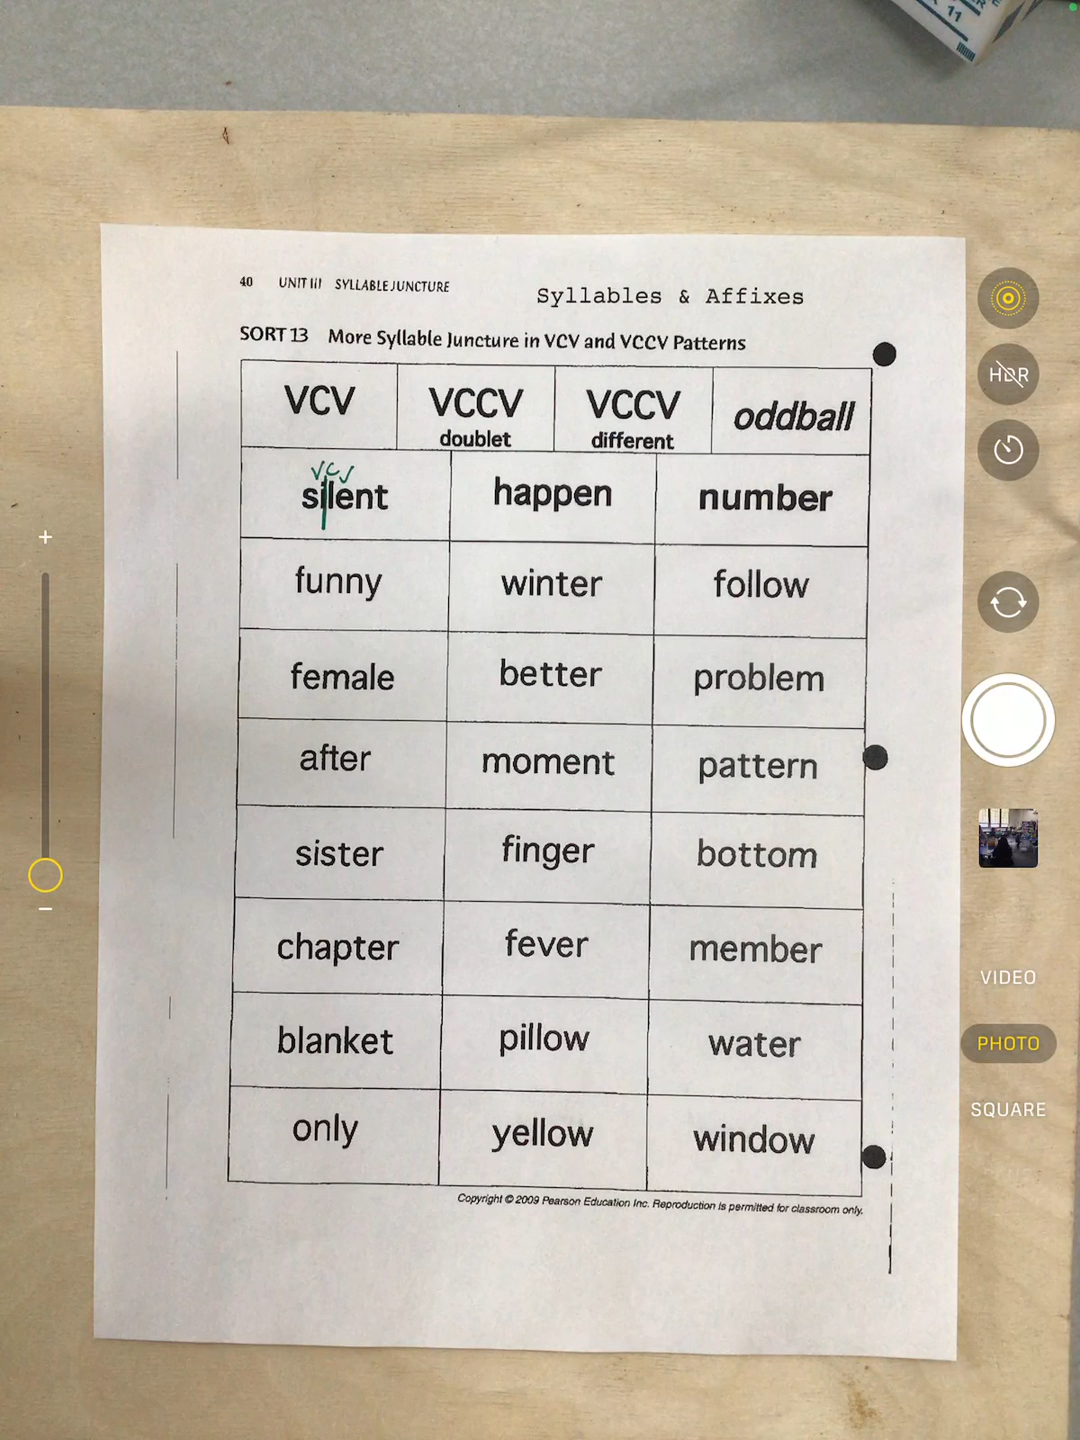 11
40 UNIT III SYLLABLE JUNCTURE
Syllables & Affixes
SORT 13 More Syllable Juncture in VCV and VCCV Patterns
VCV VCCV VCCV oddball
doublet different
VCV
silent happen number
funny winter follow
female better problem
after moment pattern
sister finger bottom
chapter fever member
blanket pillow water
only yellow window
Copyright © 2009 Pearson Education Inc. Reproduction is permitted for classroom only.
HDR
VIDEO
PHOTO
SQUARE